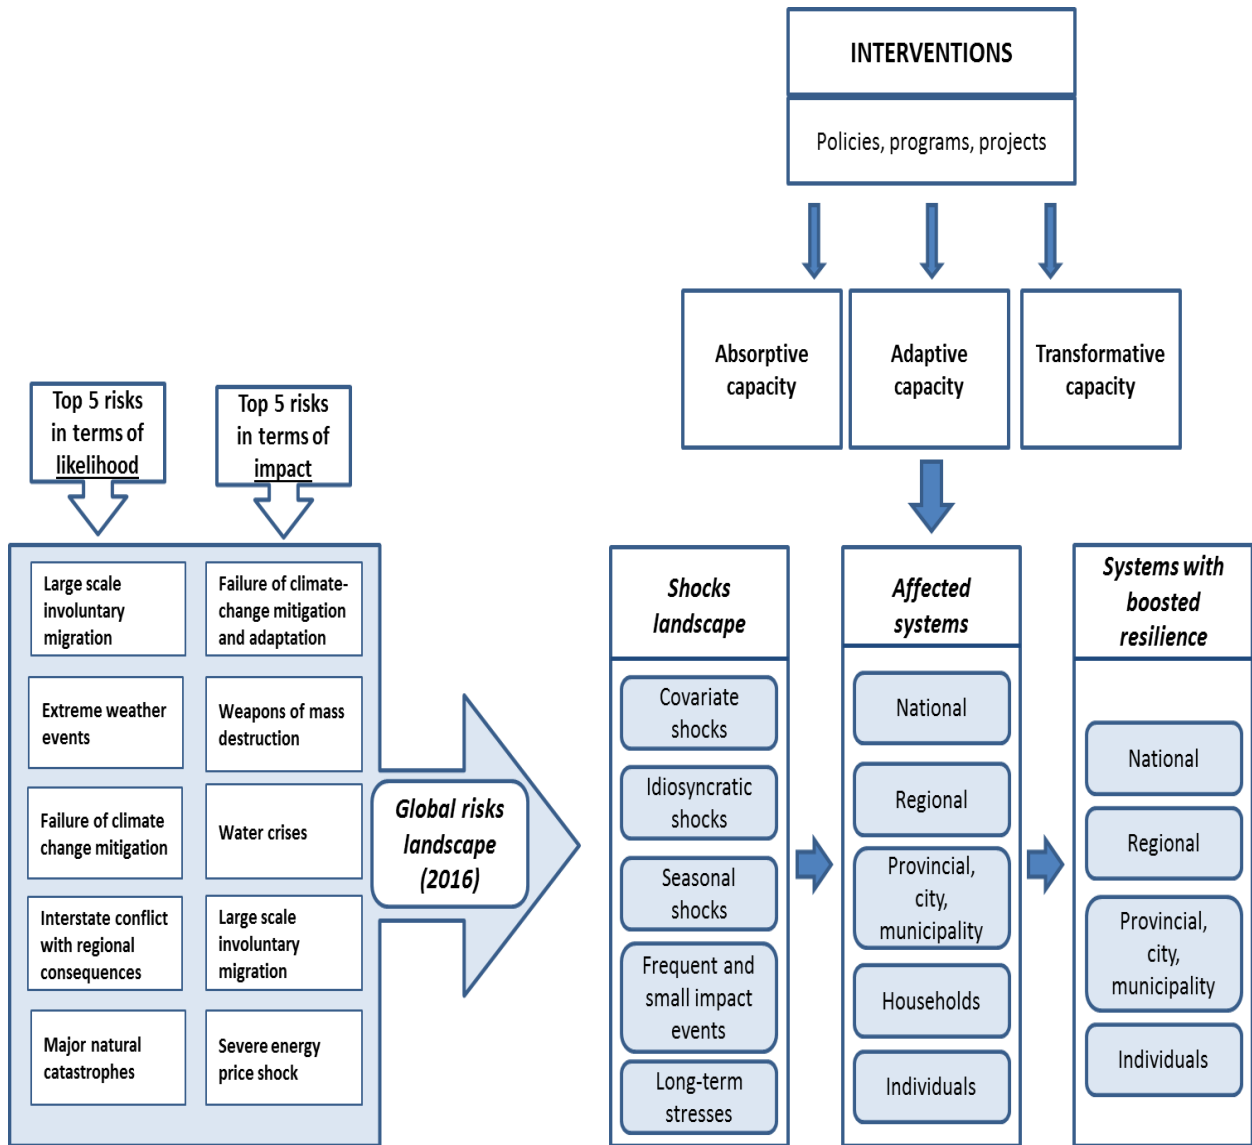 INTERVENTIONS
Policies, programs, projects
Absorptive
capacity
Adaptive
capacity
Transformative
capacity
Top 5 risks
in terms of
likelihood
Top 5 risks
in terms of
impact
Large scale
involuntary
migration
Failure of climate-
change mitigation
and adaptation
Extreme weather
events
Weapons of mass
destruction
Failure of climate
change mitigation
Water crises
Interstate conflict
with regional
consequences
Large scale
involuntary
migration
Major natural
catastrophes
Severe energy
price shock
Global risks
landscape
(2016)
Shocks
landscape
Covariate
shocks
Idiosyncratic
shocks
Seasonal
shocks
Frequent and
small impact
events
Long-term
stresses
Affected
systems
National
Regional
Provincial,
city,
municipality
Households
Individuals
Systems with
boosted
resilience
National
Regional
Provincial,
city,
municipality
Individuals